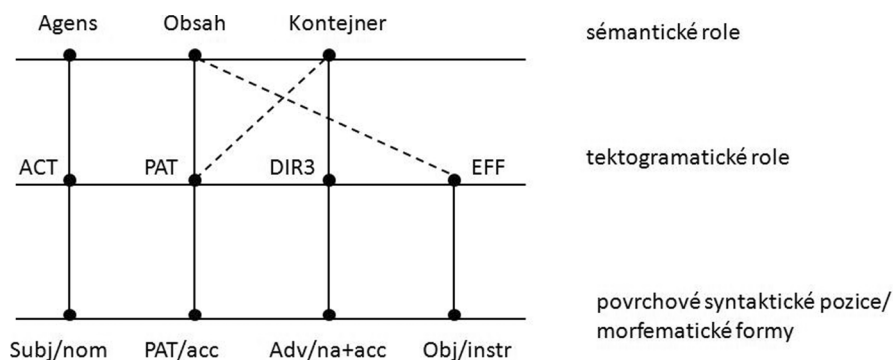 Agens Obsah Kontejner sémantické role
ACT PAT DIR3 EFF tektogramatické role
povrchové syntaktické pozice/
morfematické formy
Subj/nom PAT/acc Adv/na+acc Obj/instr